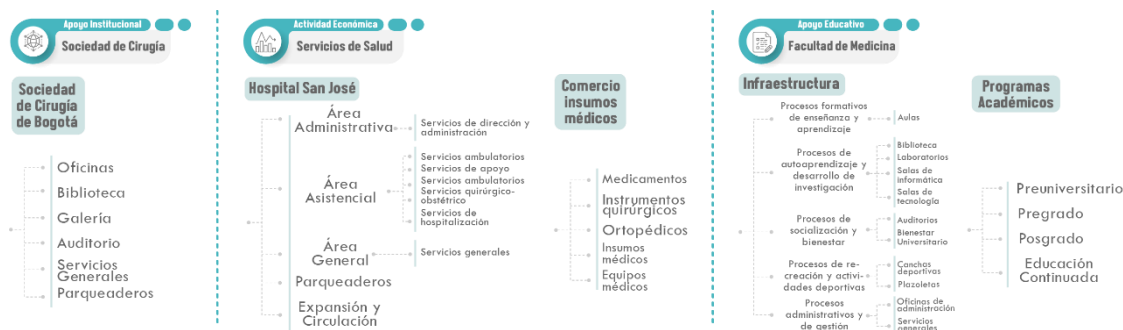 Apoyo Institucional
Sociedad de Cirugía
Sociedad
de Cirugía
de Bogotá
Oficinas
Biblioteca
Galería
Auditorio
Servicios
Generales
Parqueaderos
Actividad Económica
Servicios de Salud
Hospital San José
Área
Administrativa
Servicios de dirección y
administración
Área
Asistencial
Servicios ambulatorios
Servicios de apoyo
Servicios ambulatorios
Servicios quirúrgico-
obstétrico
Servicios de
hospitalización
Área
General
Servicios generales
Parqueaderos
Expansión y
Circulación
Comercio
insumos
médicos
Medicamentos
Instrumentos
quirúrgicos
Ortopédicos
Insumos
médicos
Equipos
médicos
Apoyo Educativo
Facultad de Medicina
Infraestructura
Procesos formativos
de enseñanza y
aprendizaje
Aulas
Procesos de
autoaprendizaje y
desarrollo de
investigación
Biblioteca
Laboratorios
Salas de
informática
Salas de
tecnología
Procesos de
socialización y
bienestar
Auditorios
Bienestar
Universitario
Procesos de re-
creación y activi-
dades deportivas
Canchas
deportivas
Plazoletas
Procesos
administrativos y
de gestión
Oficinas de
administración
Servicios
generales
Programas
Académicos
Preuniversitario
Pregrado
Posgrado
Educación
Continuada